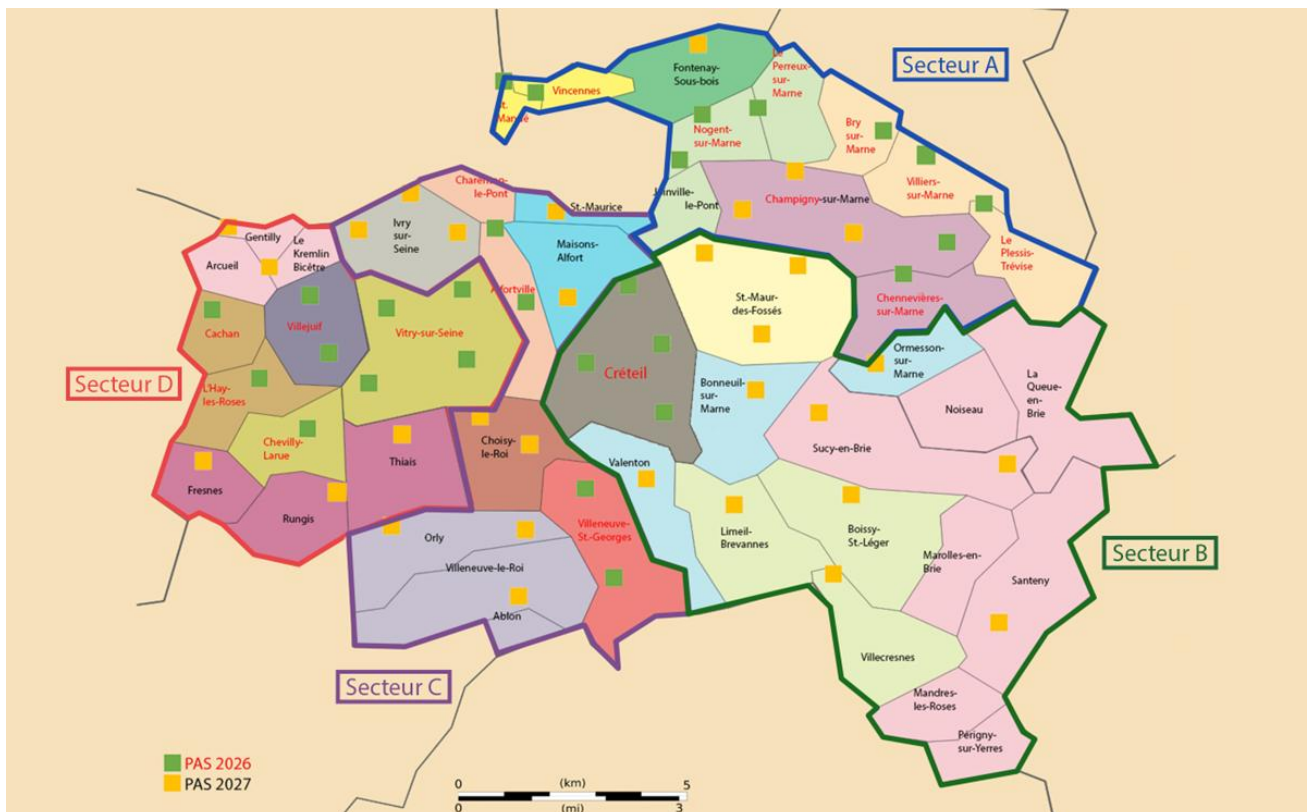 Secteur A
Fontenay-
Sous-bois
Le
Perreux-
sur-Marne
Vincennes
St.
Mandé
Nogent-
sur-Marne
Bry
sur-
Marne
Villiers-
sur-Marne
Charenton-
le-Pont
Joinville-
le-Pont
Champigny-sur-Marne
St.-Maurice
Ivry
sur-
Seine
Gentilly
Le
Kremlin
Bicêtre
Arcueil
Maisons-
Alfort
Le
Plessis-
Trévise
Alfortville
St.-Maur-
des-Fossés
Chennevières-
sur-Marne
Cachan
Villejuif
Vitry-sur-Seine
Ormesson-
sur-
Marne
Secteur D
L'Hay-
les-Roses
Créteil
Bonneuil-
sur-
Marne
La
Queue-
en-
Brie
Noiseau
Chevilly-
Larue
Thiais
Choisy-
le-Roi
Sucy-en-Brie
Valenton
Fresnes
Rungis
Villeneuve-
St.-Georges
Limeil-
Brevannes
Boissy-
St.-Léger
Orly
Marolles-en-
Brie
Secteur B
Villeneuve-le-Roi
Santeny
Ablon
Villecresnes
Secteur C
Mandres-
les-Roses
Périgny-
sur-Yerres
PAS 2026
PAS 2027
0 (km) 5
0 (mi) 3